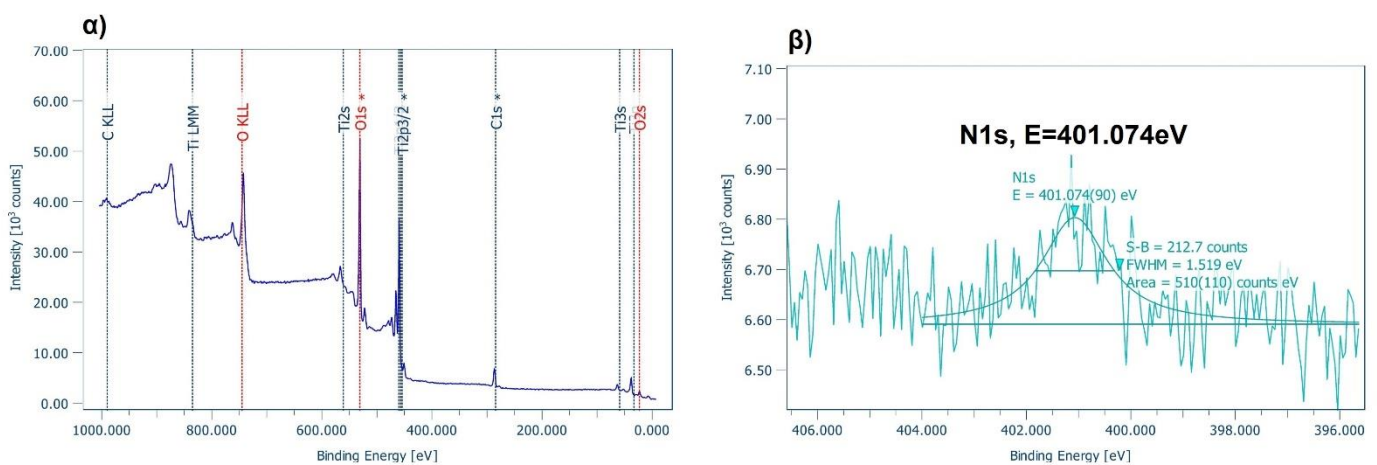 α)
70.00
60.00
50.00
40.00
30.00
20.00
10.00
0.00
Intensity [10³ counts]
C KLL
Ti LMM
O KLL
Ti2s
O1s *
Ti2p3/2 *
C1s *
Ti3s
O2s
1000.000 800.000 600.000 400.000 200.000 0.000
Binding Energy [eV]
β)
7.10
7.00
6.90
6.80
6.70
6.60
6.50
Intensity [10³ counts]
N1s, E=401.074eV
N1s
E = 401.074(90) eV
S-B = 212.7 counts
FWHM = 1.519 eV
Area = 510(110) counts eV
406.000 404.000 402.000 400.000 398.000 396.000
Binding Energy [eV]